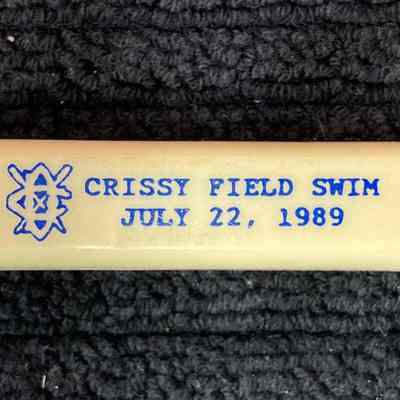 CRISSY FIELD SWIM
JULY 22, 1989